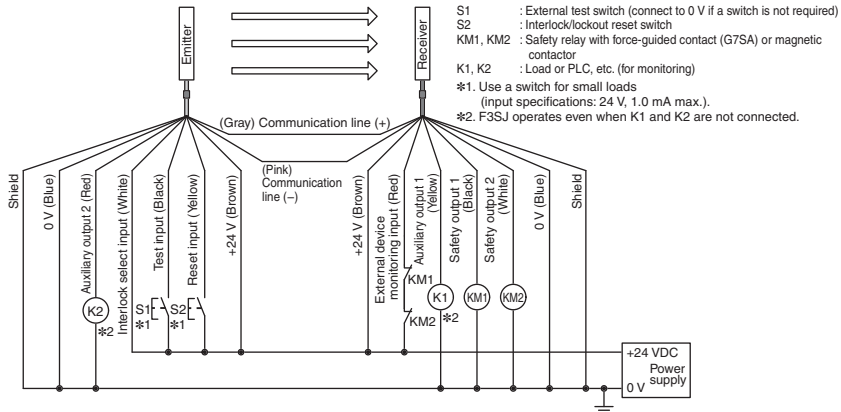 S1 : External test switch (connect to 0 V if a switch is not required)
S2 : Interlock/lockout reset switch
KM1, KM2 : Safety relay with force-guided contact (G7SA) or magnetic
contactor
K1, K2 : Load or PLC, etc. (for monitoring)
✻1. Use a switch for small loads
(input specifications: 24 V, 1.0 mA max.).
✻2. F3SJ operates even when K1 and K2 are not connected.
Emitter
Receiver
(Gray) Communication line (+)
(Pink)
Communication
line (−)
Shield
0 V (Blue)
Auxiliary output 2 (Red)
Interlock select input (White)
Test input (Black)
Reset input (Yellow)
+24 V (Brown)
+24 V (Brown)
External device
monitoring input (Red)
Auxiliary output 1
(Yellow)
Safety output 1
(Black)
Safety output 2
(White)
0 V (Blue)
Shield
K2
✻2
S1
✻1
S2
✻1
KM1
KM2
K1
✻2
KM1
KM2
+24 VDC
Power
supply
0 V